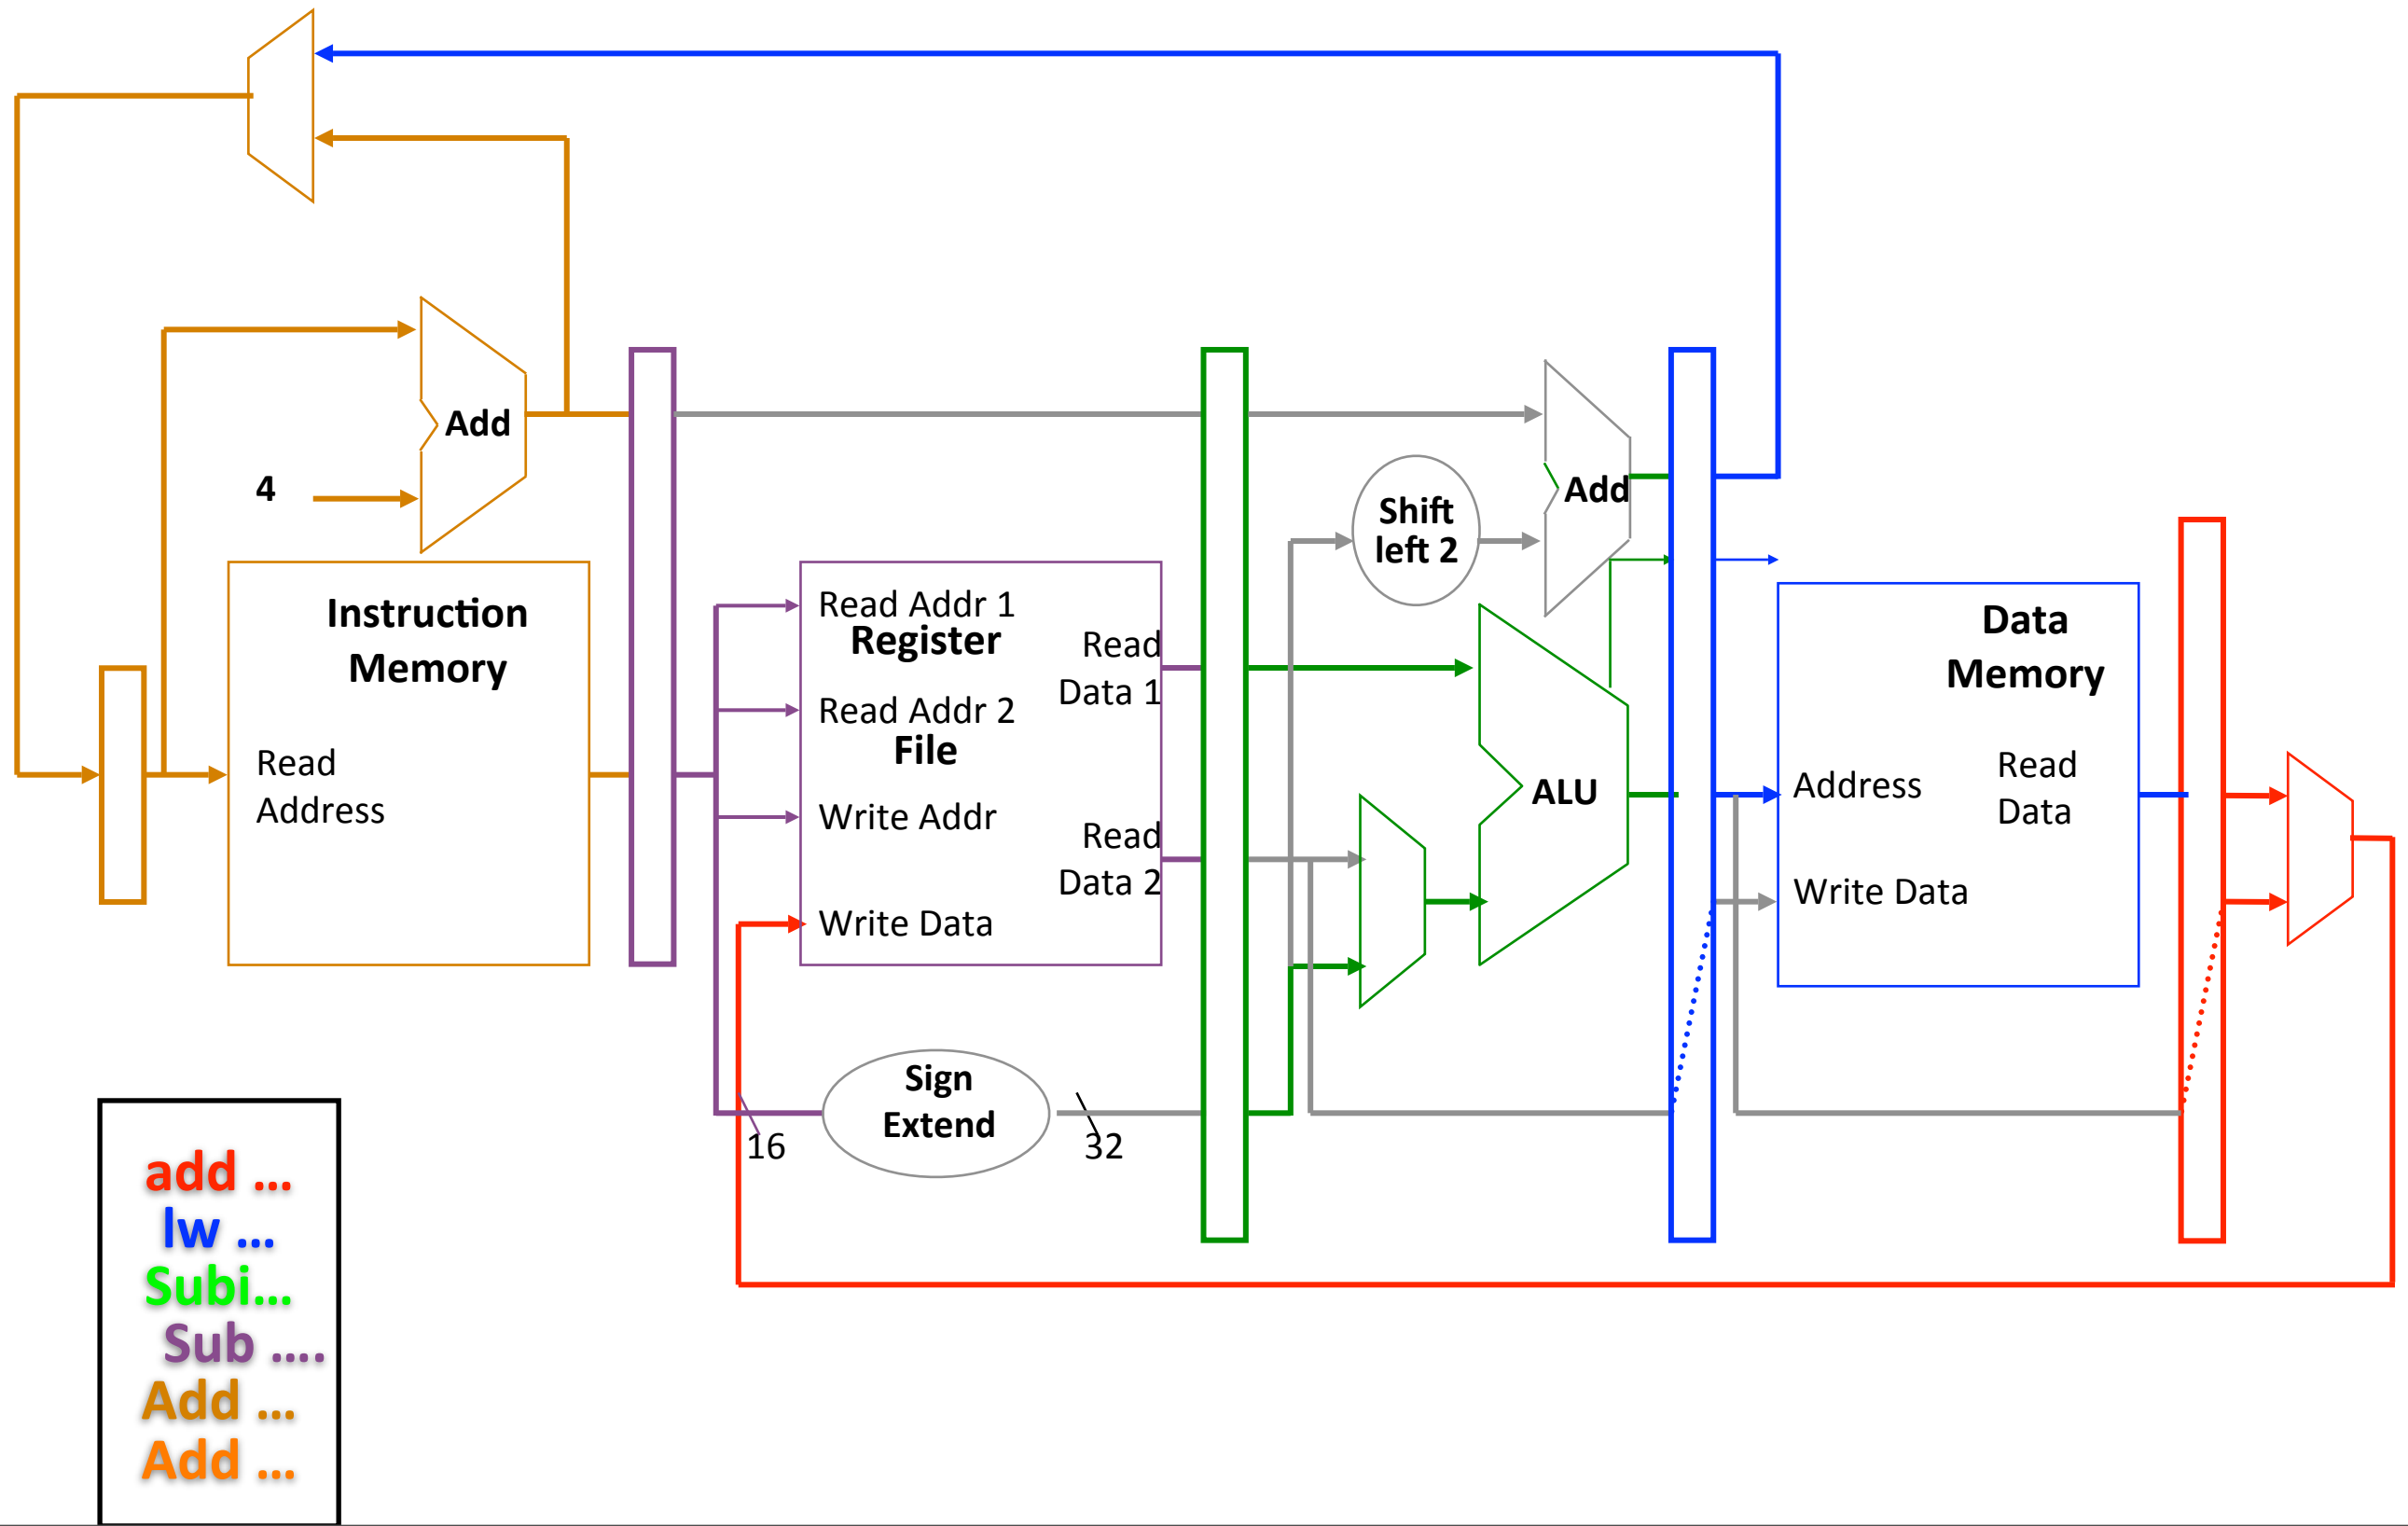 Add
4
Instruction
Memory
Read
Address
Read Addr 1
Register
Read Addr 2
File
Write Addr
Write Data
Read
Data 1
Read
Data 2
Sign
Extend
16
32
Shift
left 2
Add
ALU
Data
Memory
Address
Read
Data
Write Data
add ...
lw ...
Subi...
Sub ....
Add ...
Add ...